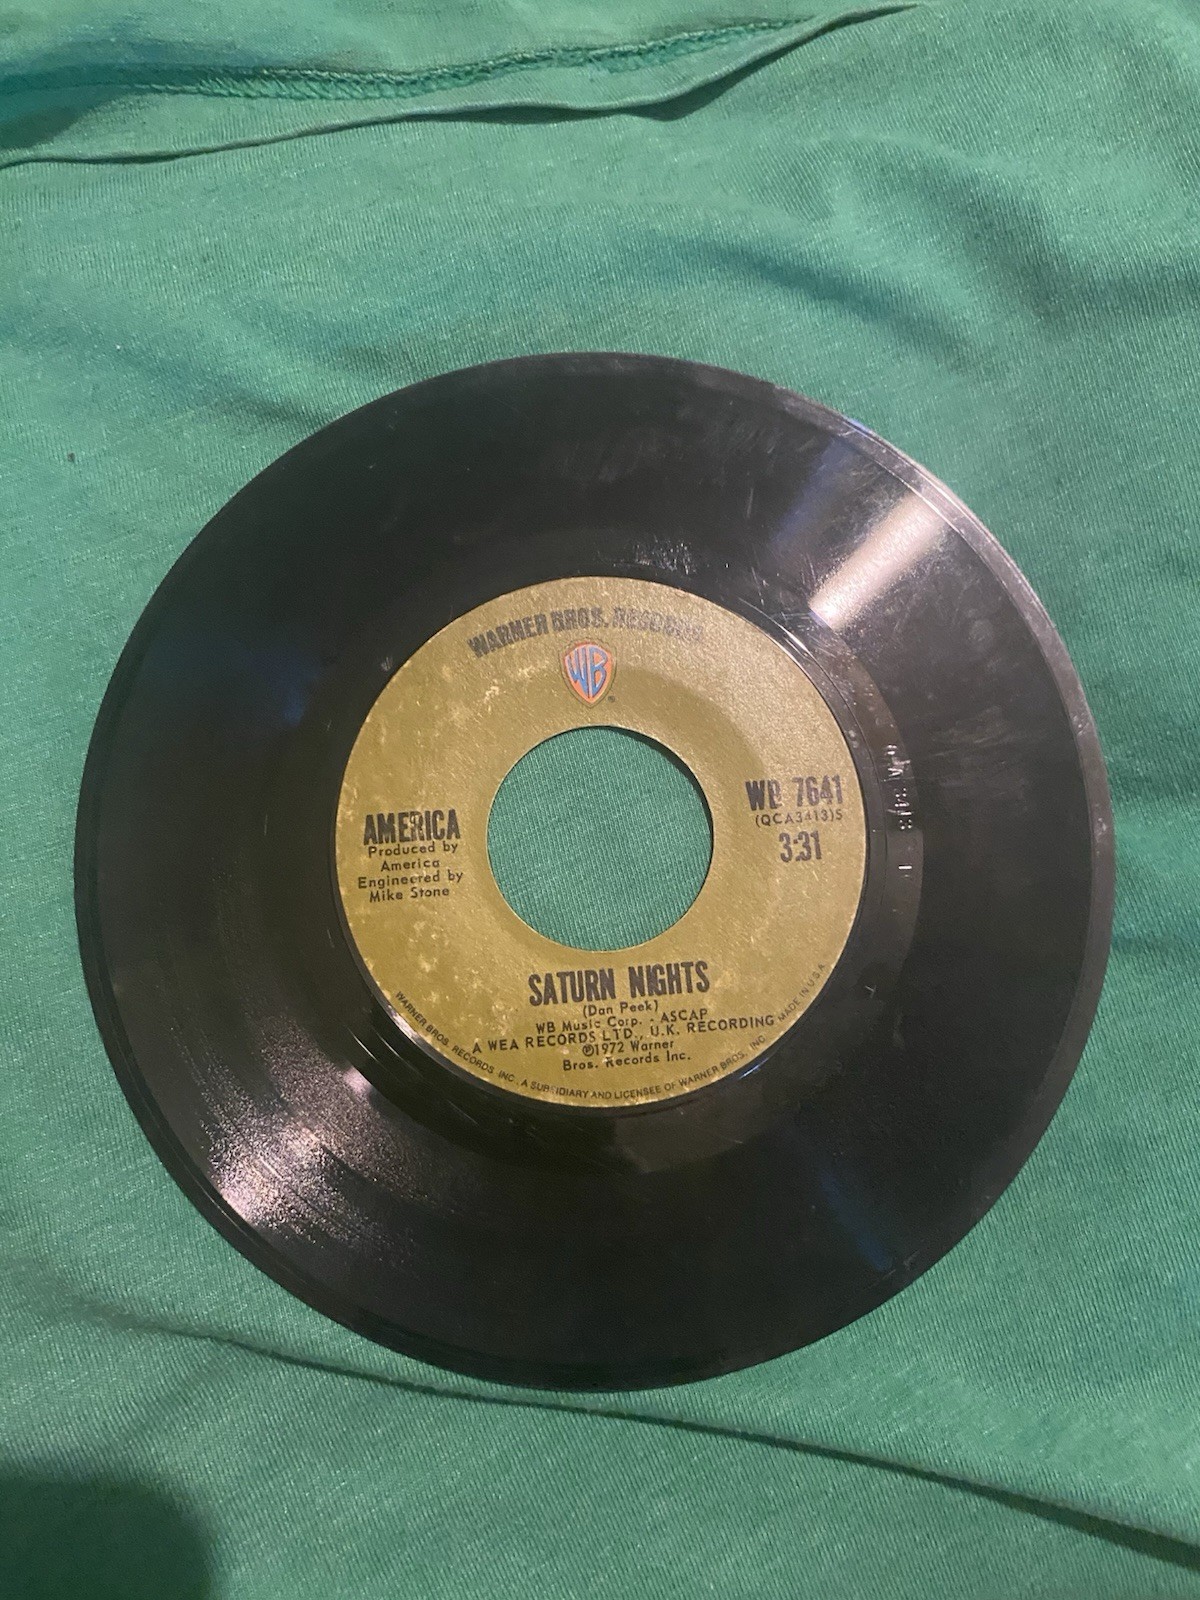 WARNER BROS. RECORDS
WB
®
AMERICA
Produced by
America
Engineered by
Mike Stone
WB 7641
(QCA3413)S
3:31
SATURN NIGHTS
(Dan Peek)
WB Music Corp. - ASCAP
A WEA RECORDS LTD., U.K. RECORDING
℗1972 Warner
Bros. Records Inc.
WARNER BROS. RECORDS INC., A SUBSIDIARY AND LICENSEE OF WARNER BROS. INC. MADE IN U.S.A.